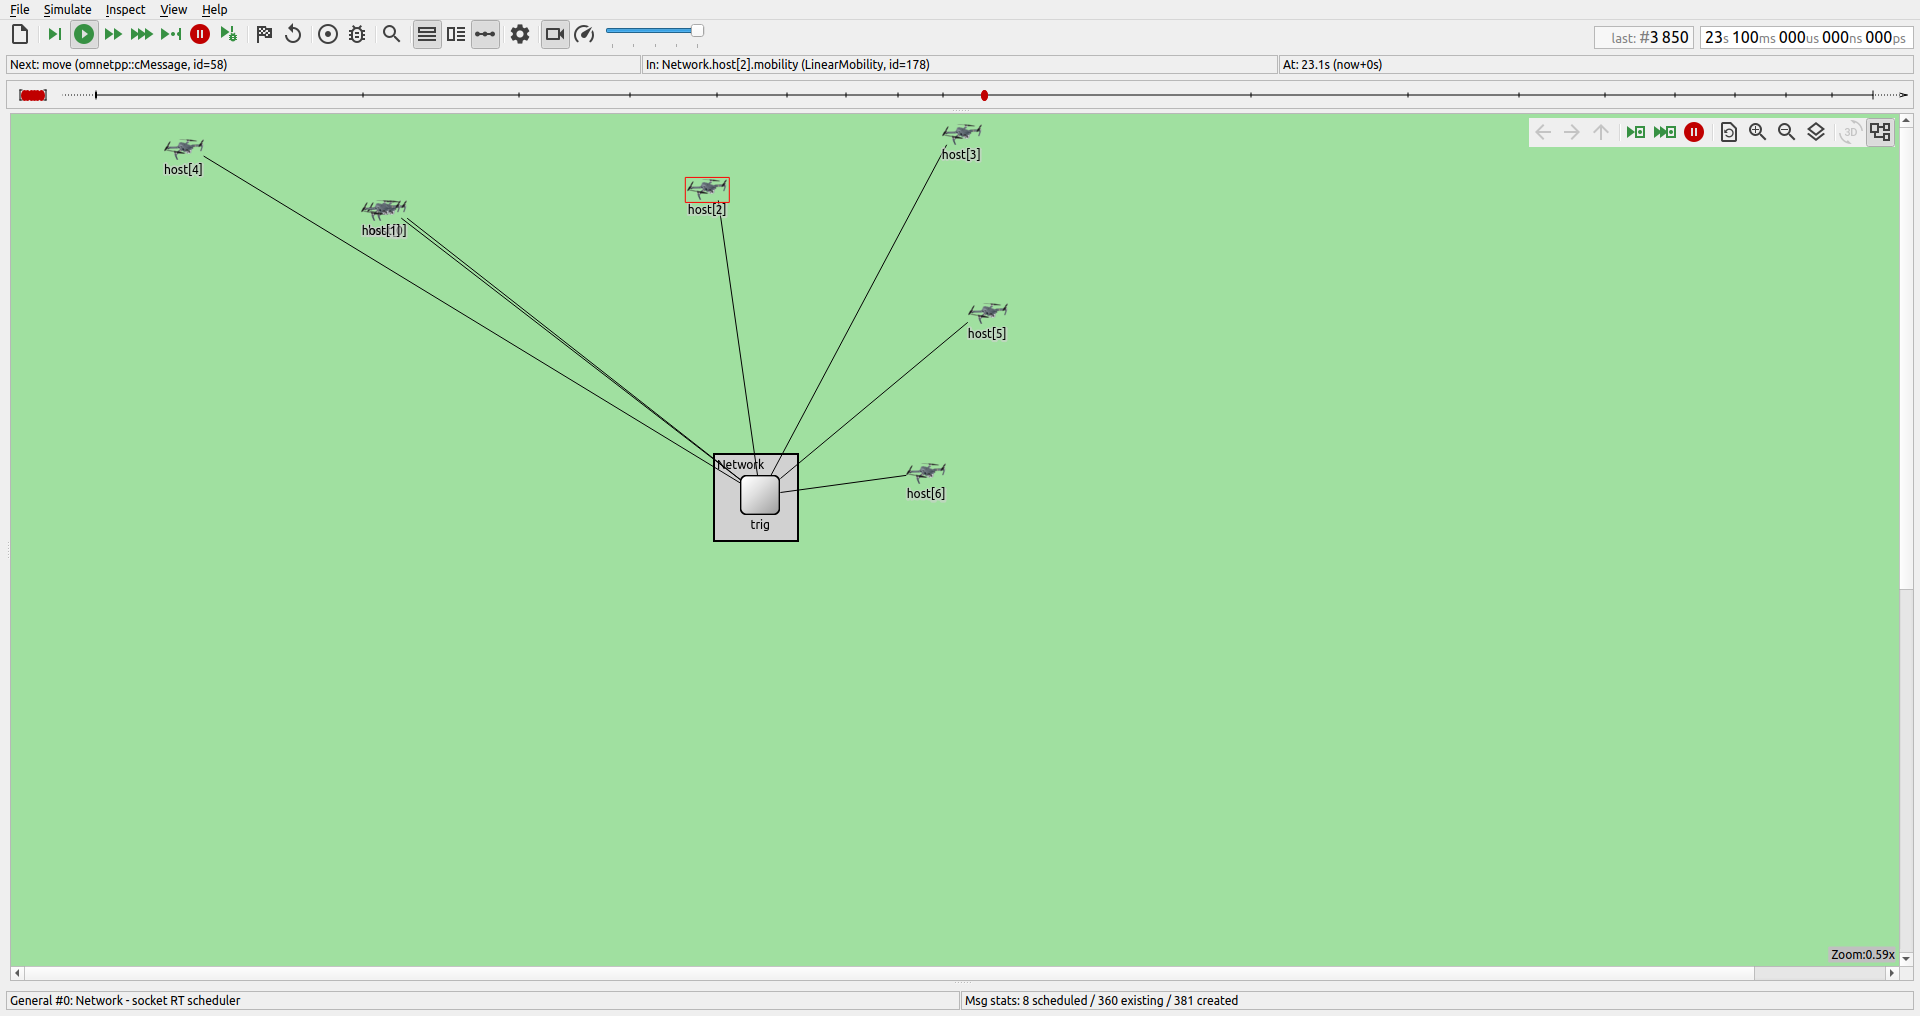 File Simulate Inspect View Help
last: #3 850
23s 100ms 000us 000ns 000ps
Next: move (omnetpp::cMessage, id=58)
In: Network.host[2].mobility (LinearMobility, id=178)
At: 23.1s (now+0s)
3D
host[4]
host[3]
host[2]
host[1]
host[5]
Network
host[6]
trig
Zoom:0.59x
General #0: Network - socket RT scheduler
Msg stats: 8 scheduled / 360 existing / 381 created